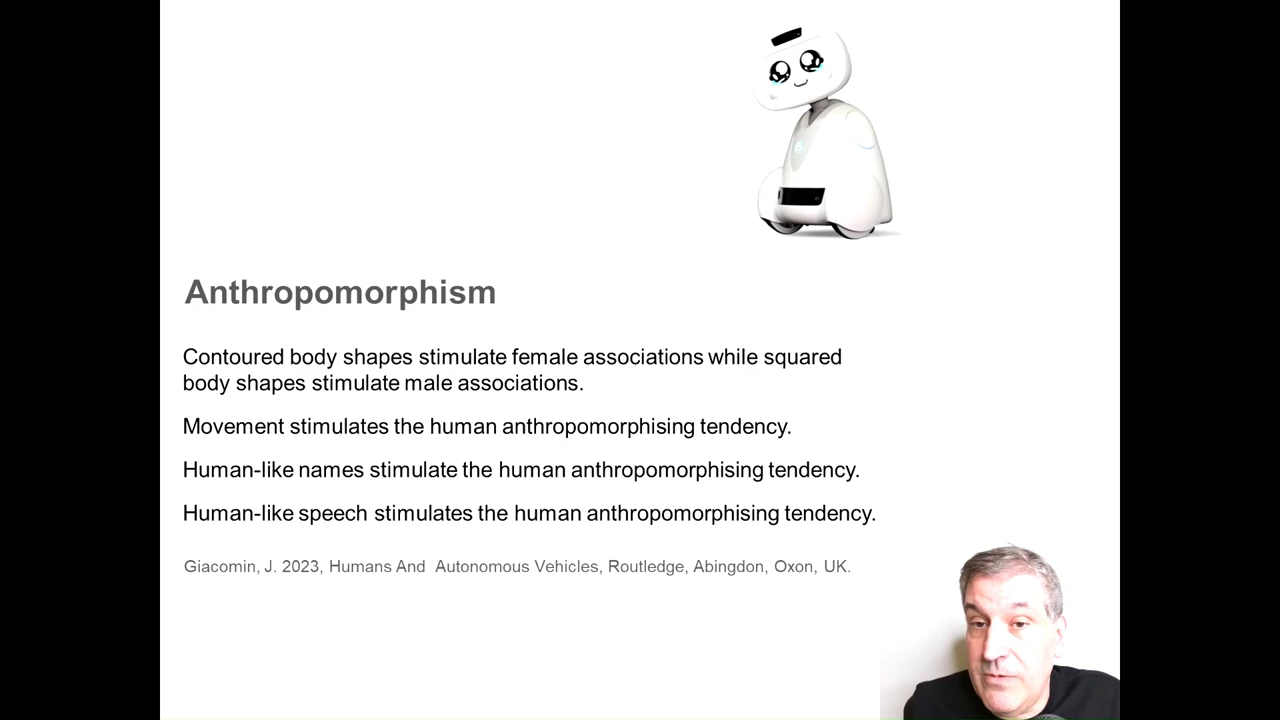 Anthropomorphism
Contoured body shapes stimulate female associations while squared
body shapes stimulate male associations.
Movement stimulates the human anthropomorphising tendency.
Human-like names stimulate the human anthropomorphising tendency.
Human-like speech stimulates the human anthropomorphising tendency.
Giacomin, J. 2023, Humans And Autonomous Vehicles, Routledge, Abingdon, Oxon, UK.